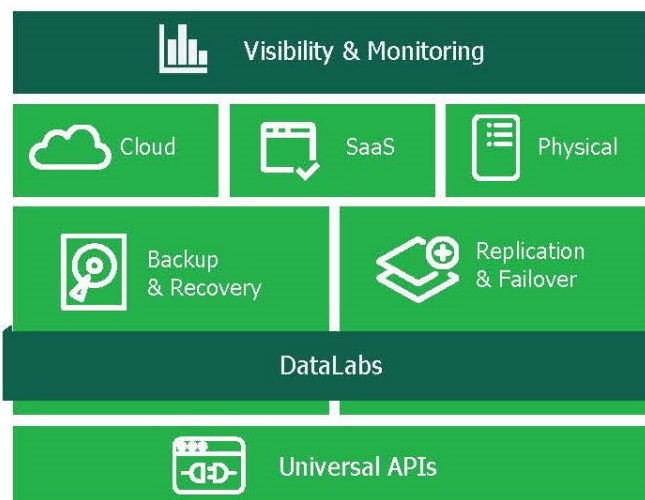 Visibility & Monitoring
Cloud
SaaS
Physical
Backup
& Recovery
Replication
& Failover
DataLabs
Universal APIs